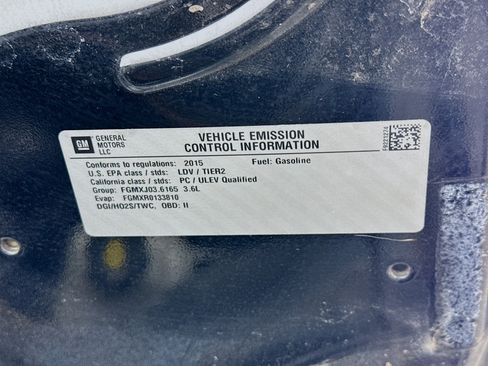 GM
GENERAL MOTORS LLC
VEHICLE EMISSION
CONTROL INFORMATION
Conforms to regulations: 2015 Fuel: Gasoline
U.S. EPA class / stds: LDV / TIER2
California class / stds: PC / ULEV Qualified
Group: FGMXJ03.6165 3.6L
Evap: FGMXR0133810
DGI/HO2S/TWC, OBD: II